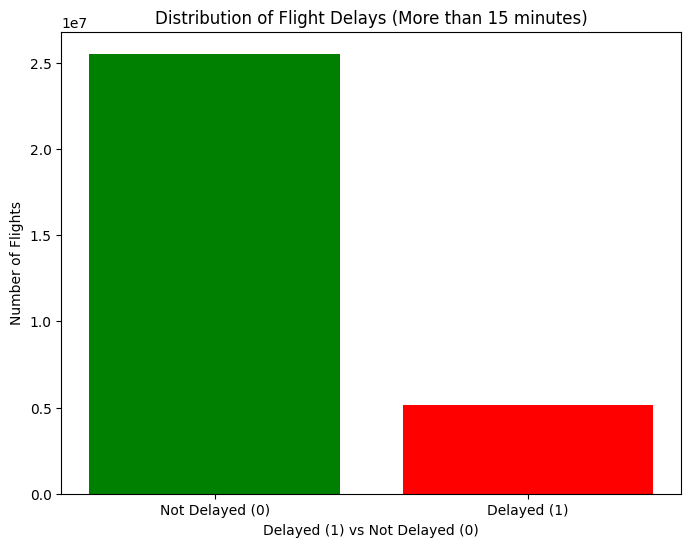 Distribution of Flight Delays (More than 15 minutes)
1e7
2.5
2.0
1.5
1.0
0.5
0.0
Number of Flights
Not Delayed (0)
Delayed (1)
Delayed (1) vs Not Delayed (0)